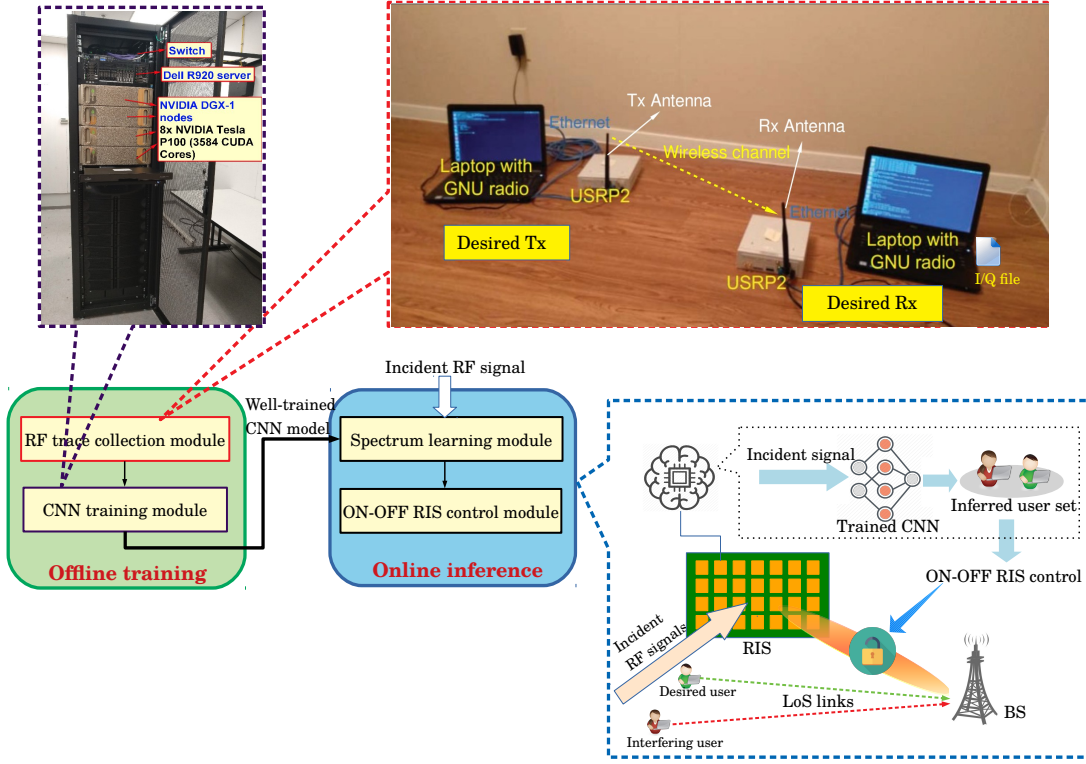 Switch
Dell R920 server
NVIDIA DGX-1
nodes
8x NVIDIA Tesla
P100 (3584 CUDA
Cores)
Tx Antenna
Ethernet
Rx Antenna
Wireless channel
Laptop with
GNU radio
USRP2
Desired Tx
Ethernet
Laptop with
GNU radio
I/Q file
USRP2
Desired Rx
Incident RF signal
Well-trained
CNN model
RF trace collection module
CNN training module
Offline training
Spectrum learning module
ON-OFF RIS control module
Online inference
Incident signal
Trained CNN
Inferred user set
ON-OFF RIS control
Incident
RF signals
RIS
Desired user
LoS links
BS
Interfering user